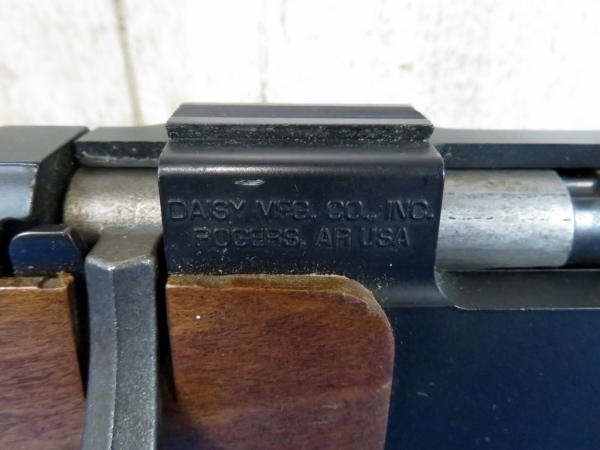 DAISY MFG. CO., INC.
ROGERS, AR USA